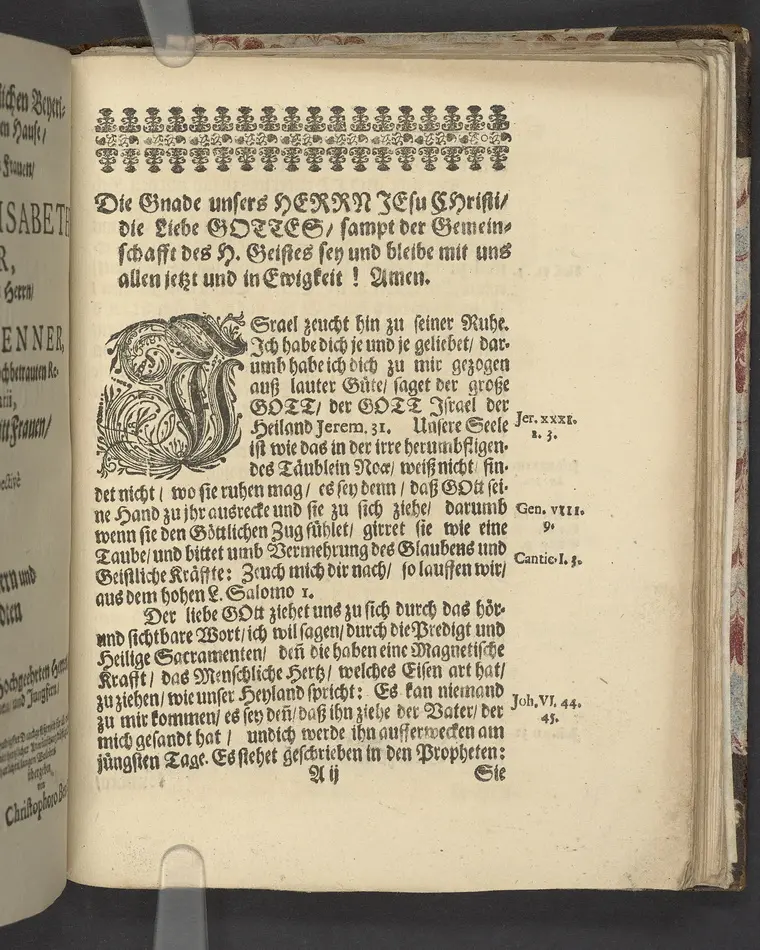 lichen Beyeri-
en Hause/
Frauen/
ISABET
R,
Herrn/
ENNER,
Frauen/
Die Gnade unsers HERRN JEsu CHristi/
die Liebe GOTTES/ sampt der Gemein-
schafft des H. Geistes sey und bleibe mit uns
allen jetzt und in Ewigkeit ! Amen.
ISrael zeucht hin zu seiner Ruhe.
Ich habe dich je und je geliebet/ dar-
umb habe ich dich zu mir gezogen
auß lauter Güte/ saget der große
GOTT/ der GOTT Israel der
Heiland Jerem. 31. Unsere Seele
ist wie das in der irre herumbfligen-
des Täublein Noæ/ weiß nicht/ fin-
det nicht/ wo sie ruhen mag/ es sey denn/ daß GOtt sei-
ne Hand zu jhr ausrecke und sie zu sich ziehe/ darumb
wenn sie den Göttlichen Zug fühlet/ girret sie wie eine
Taube/ und bittet umb Vermehrung des Glaubens und
Geistliche Kräffte: Zeuch mich dir nach/ so lauffen wir/
aus dem hohen L. Salomo 1.
Der liebe GOtt ziehet uns zu sich durch das hör-
und sichtbare Wort/ ich wil sagen/ durch die Predigt und
Heilige Sacramenten/ deñ die haben eine Magnetische
Krafft/ das Menschliche Hertz/ welches Eisen art hat/
zu ziehen/ wie unser Heyland spricht: Es kan niemand
zu mir kommen/ es sey deñ/ daß ihn ziehe der Vater/ der
mich gesandt hat/ und ich werde ihn aufferwecken am
jüngsten Tage. Es stehet geschrieben in den Propheten:
A ij Sie
Jer. XXXI.
2. 3.
Gen. VIII.
9.
Cantic. I. 3.
Joh. VI. 44.
45.